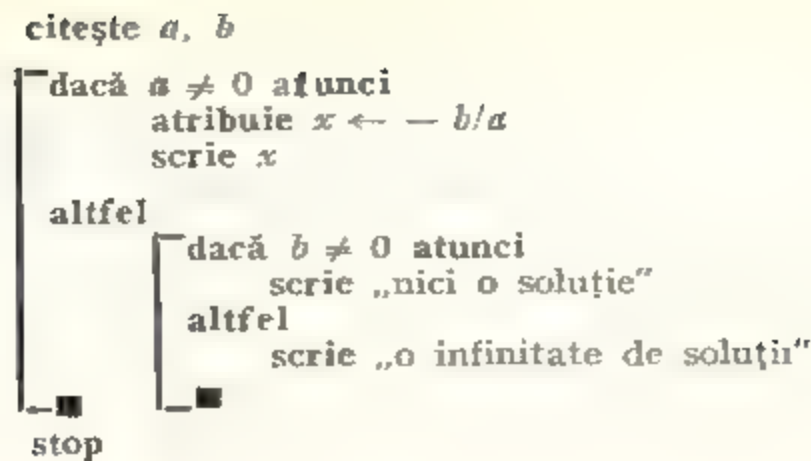 citește a, b
dacă a ≠ 0 atunci
atribuie x ← — b/a
scrie x
altfel
dacă b ≠ 0 atunci
scrie „nici o soluție”
altfel
scrie „o infinitate de soluții”
stop